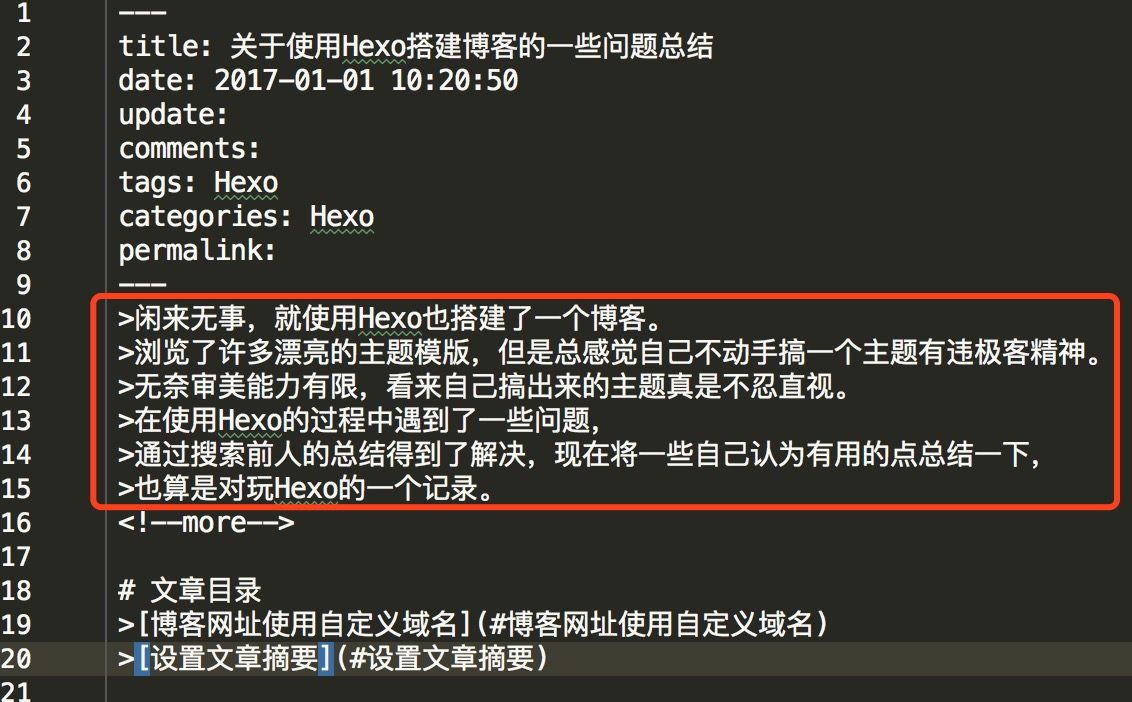 1 ---
2 title: 关于使用Hexo搭建博客的一些问题总结
3 date: 2017-01-01 10:20:50
4 update:
5 comments:
6 tags: Hexo
7 categories: Hexo
8 permalink:
9 ---
10 >闲来无事，就使用Hexo也搭建了一个博客。
11 >浏览了许多漂亮的主题模版，但是总感觉自己不动手搞一个主题有违极客精神。
12 >无奈审美能力有限，看来自己搞出来的主题真是不忍直视。
13 >在使用Hexo的过程中遇到了一些问题，
14 >通过搜索前人的总结得到了解决，现在将一些自己认为有用的点总结一下，
15 >也算是对玩Hexo的一个记录。
16 <!--more-->
17
18 # 文章目录
19 >[博客网址使用自定义域名](#博客网址使用自定义域名)
20 >[设置文章摘要](#设置文章摘要)
21